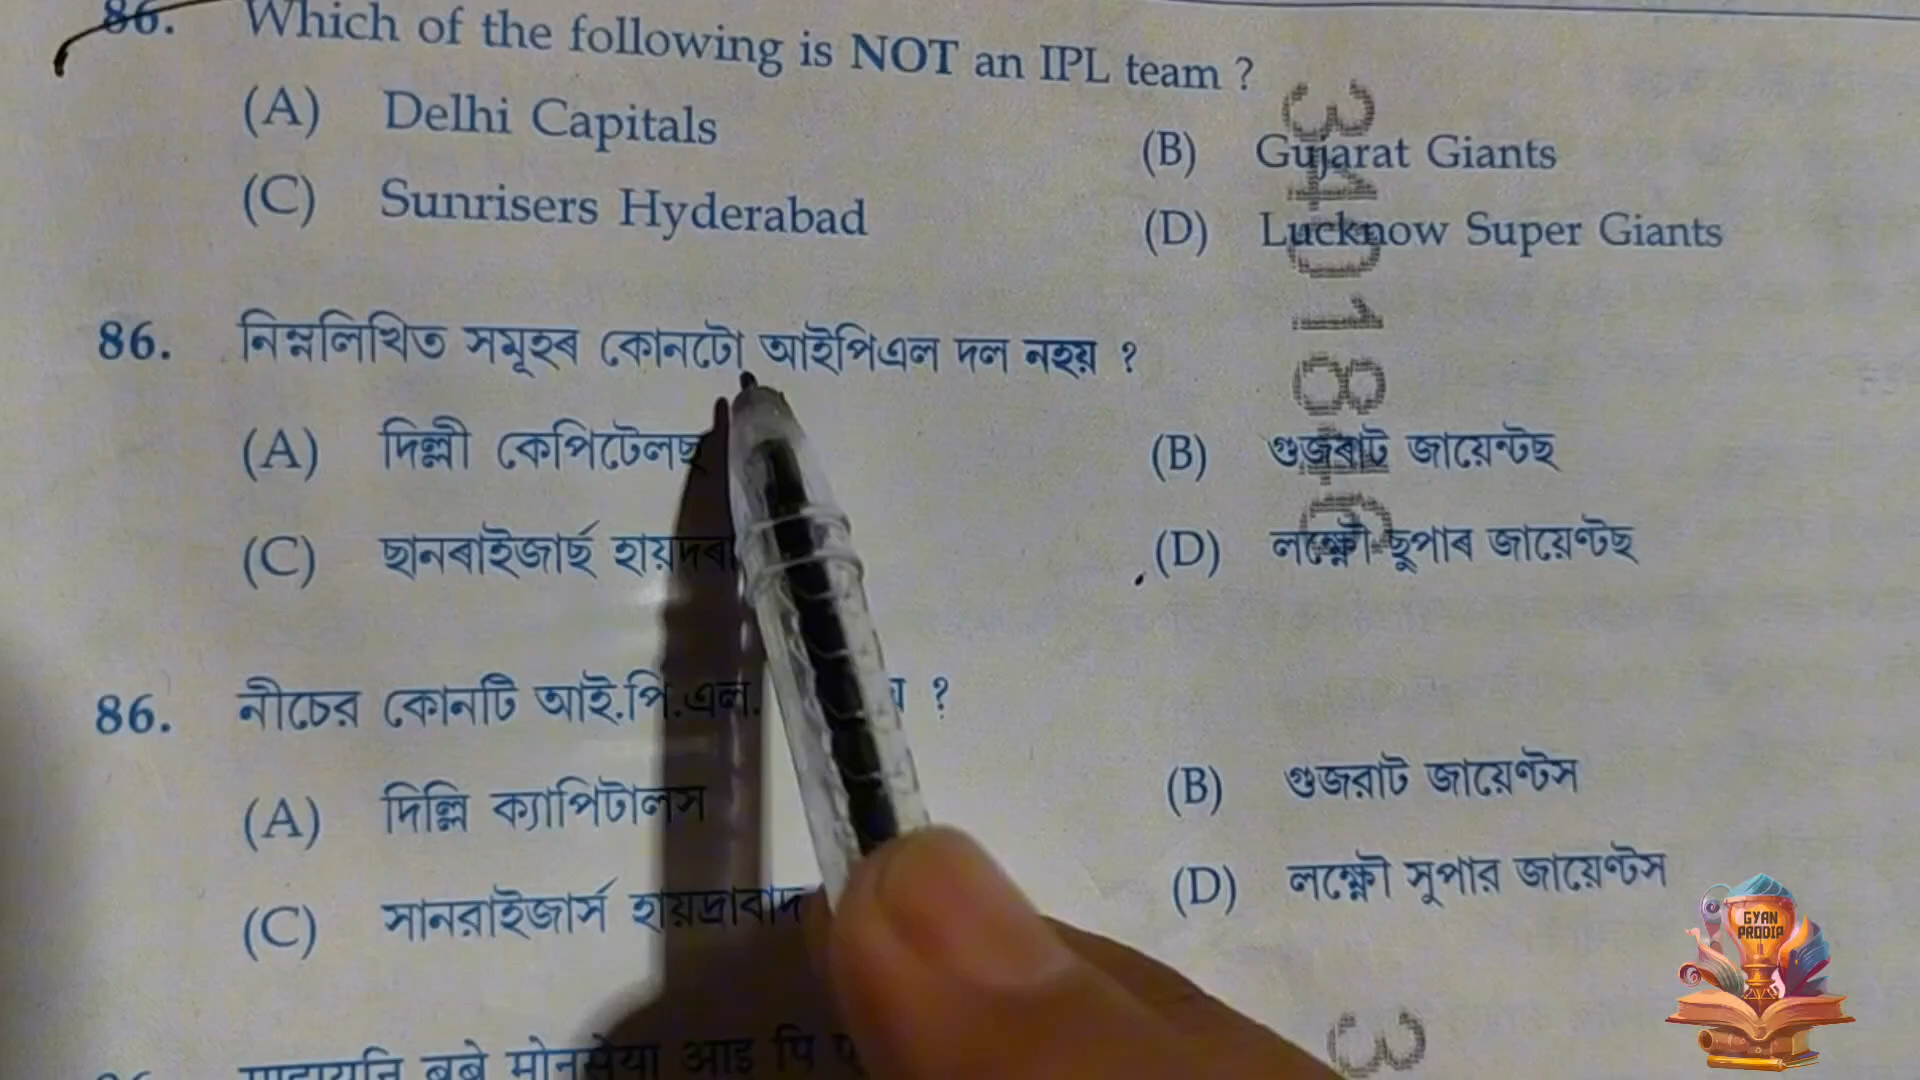 86. Which of the following is NOT an IPL team ?
(A) Delhi Capitals (B) Gujarat Giants
(C) Sunrisers Hyderabad (D) Lucknow Super Giants
86. নিম্নলিখিত সমূহৰ কোনটো আইপিএল দল নহয় ?
(A) দিল্লী কেপিটেলছ (B) গুজৰাট জায়েন্টছ
(C) ছানৰাইজাৰ্ছ (D) লক্ষ্ণৌ ছুপাৰ জায়েণ্টছ
86. নীচের কোনটি আই.পি.এল. ?
(A) দিল্লি ক্যাপিটালস (B) গুজরাট জায়েণ্টস
(C) সানরাইজার্স হায়দ্রাবাদ (D) লক্ষ্ণৌ সুপার জায়েণ্টস
GYAN
PRODIP